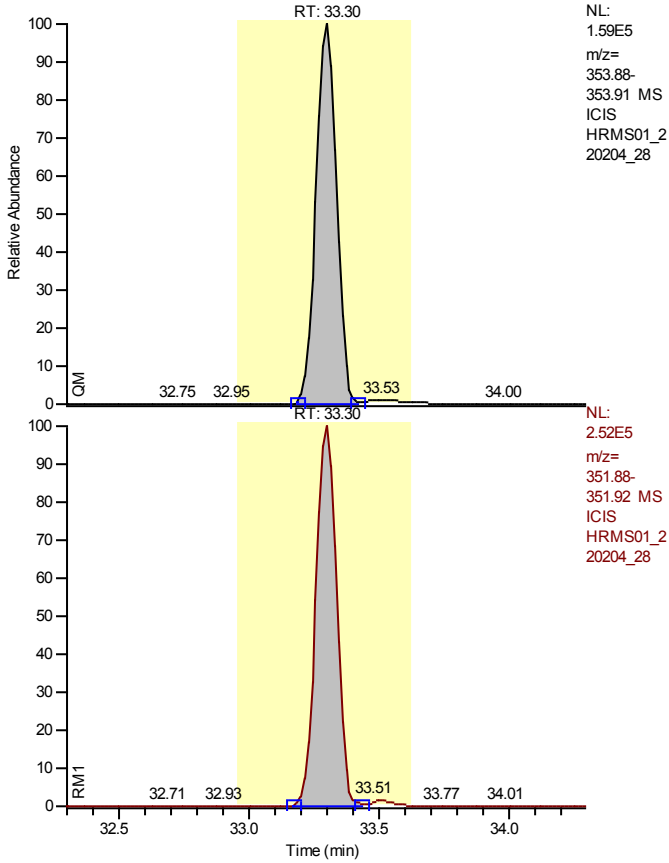 RT: 33.30
NL:
1.59E5
m/z=
353.88-
353.91 MS
ICIS
HRMS01_2
20204_28
100
90
80
70
60
50
40
30
20
10
0
Relative Abundance
QM
32.75 32.95 33.53 34.00
RT: 33.30
NL:
2.52E5
m/z=
351.88-
351.92 MS
ICIS
HRMS01_2
20204_28
100
90
80
70
60
50
40
30
20
10
0
RM1
32.71 32.93 33.51 33.77 34.01
32.5 33.0 33.5 34.0
Time (min)